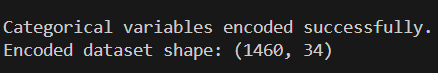 Categorical variables encoded successfully.
Encoded dataset shape: (1460, 34)